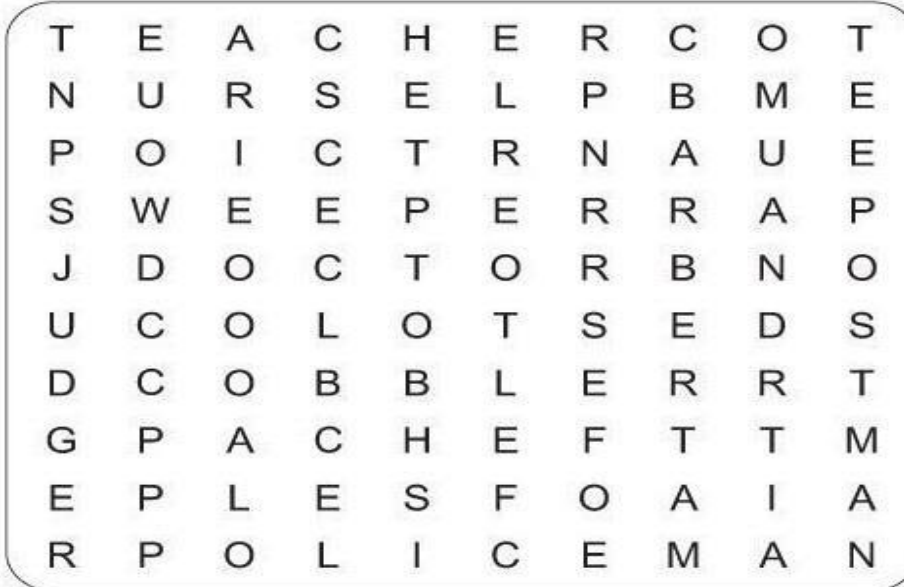 T E A C H E R C O T
N U R S E L P B M E
P O I C T R N A U E
S W E E P E R R A P
J D O C T O R B N O
U C O L O T S E D S
D C O B B L E R R T
G P A C H E F T T M
E P L E S F O A I A
R P O L I C E M A N